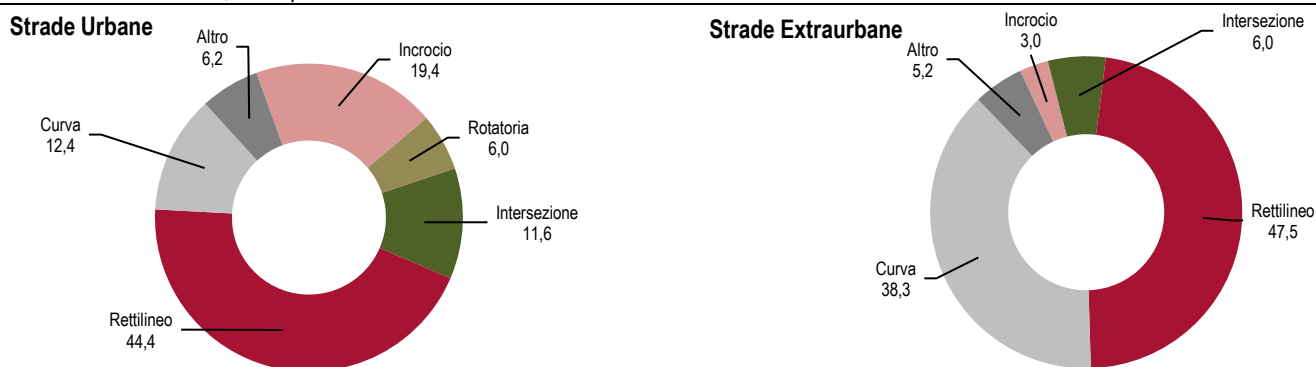 Strade Urbane
Altro
6,2
Incrocio
19,4
Curva
12,4
Rotatoria
6,0
Intersezione
11,6
Rettilineo
44,4
Strade Extraurbane
Incrocio
3,0
Intersezione
6,0
Altro
5,2
Rettilineo
47,5
Curva
38,3